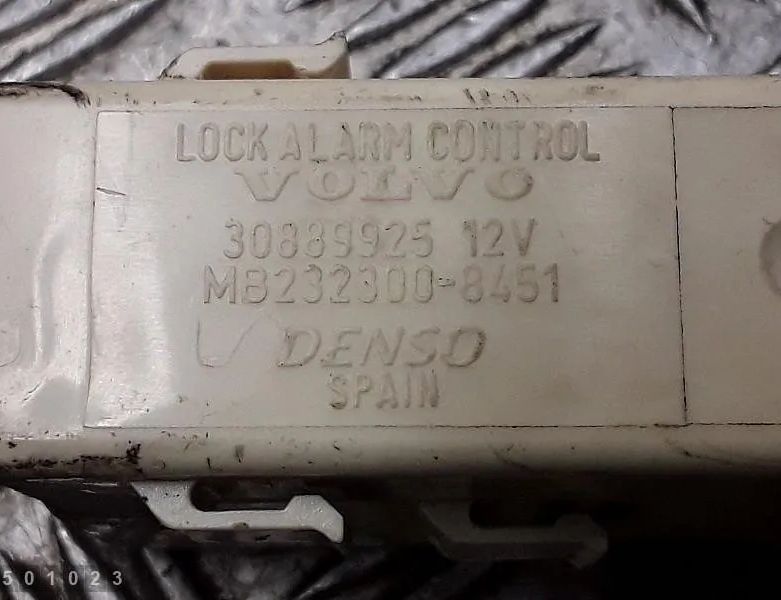 LOCK ALARM CONTROL
VOLVO
30889925 12V
MB232300-8451
DENSO
SPAIN
501023